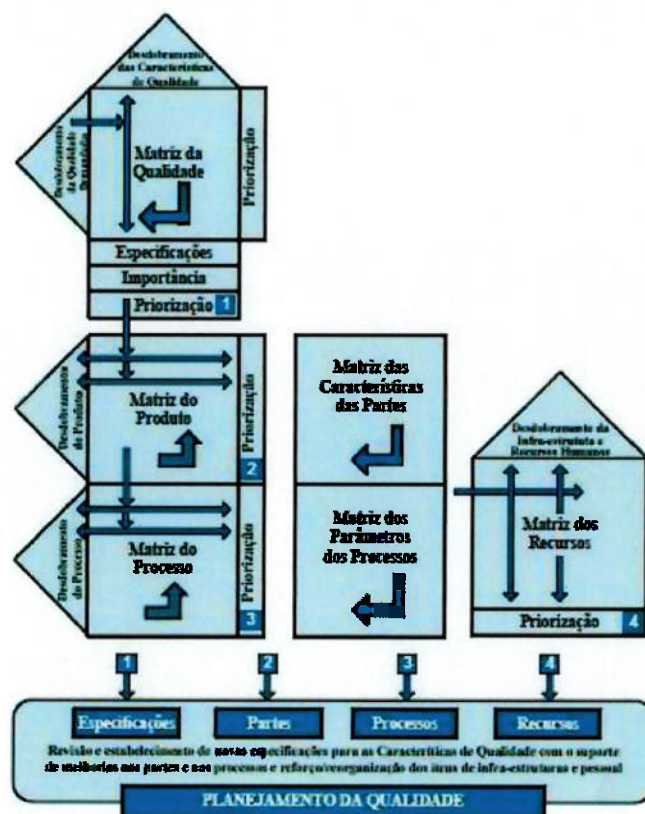 Desdobramento
das Características
de Qualidade
Desdobramento
da Qualidade
Demandada
Matriz da
Qualidade
Priorização
Especificações
Importância
Priorização 1
Desdobramentos
do Produto
Matriz do
Produto
Priorização
2
Desdobramento
do Processo
Matriz do
Processo
Priorização
3
Matriz das
Características
das Partes
Matriz dos
Parâmetros
dos Processos
Desdobramento da
Infra-estrututa e
Recursos Humanos
Matriz dos
Recursos
Priorização 4
1 2 3 4
Especificações Partes Processos Recursos
Revisão e estabelecimento de novas especificações para as Caracteríticas de Qualidade com o suporte
de melhorias nas partes e nos processos e reforço/reorganização dos itens de infra-estruturas e pessoal
PLANEJAMENTO DA QUALIDADE